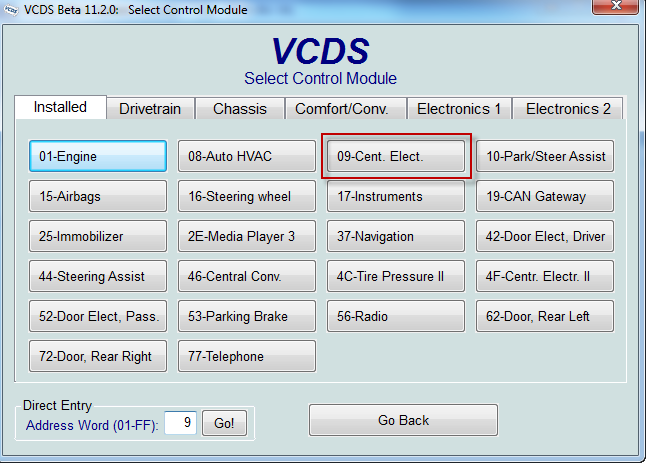 VCDS Beta 11.2.0: Select Control Module
VCDS
Select Control Module
Installed Drivetrain Chassis Comfort/Conv. Electronics 1 Electronics 2
01-Engine 08-Auto HVAC 09-Cent. Elect. 10-Park/Steer Assist
15-Airbags 16-Steering wheel 17-Instruments 19-CAN Gateway
25-Immobilizer 2E-Media Player 3 37-Navigation 42-Door Elect, Driver
44-Steering Assist 46-Central Conv. 4C-Tire Pressure II 4F-Centr. Electr. II
52-Door Elect, Pass. 53-Parking Brake 56-Radio 62-Door, Rear Left
72-Door, Rear Right 77-Telephone
Direct Entry
Address Word (01-FF): 9 Go! Go Back